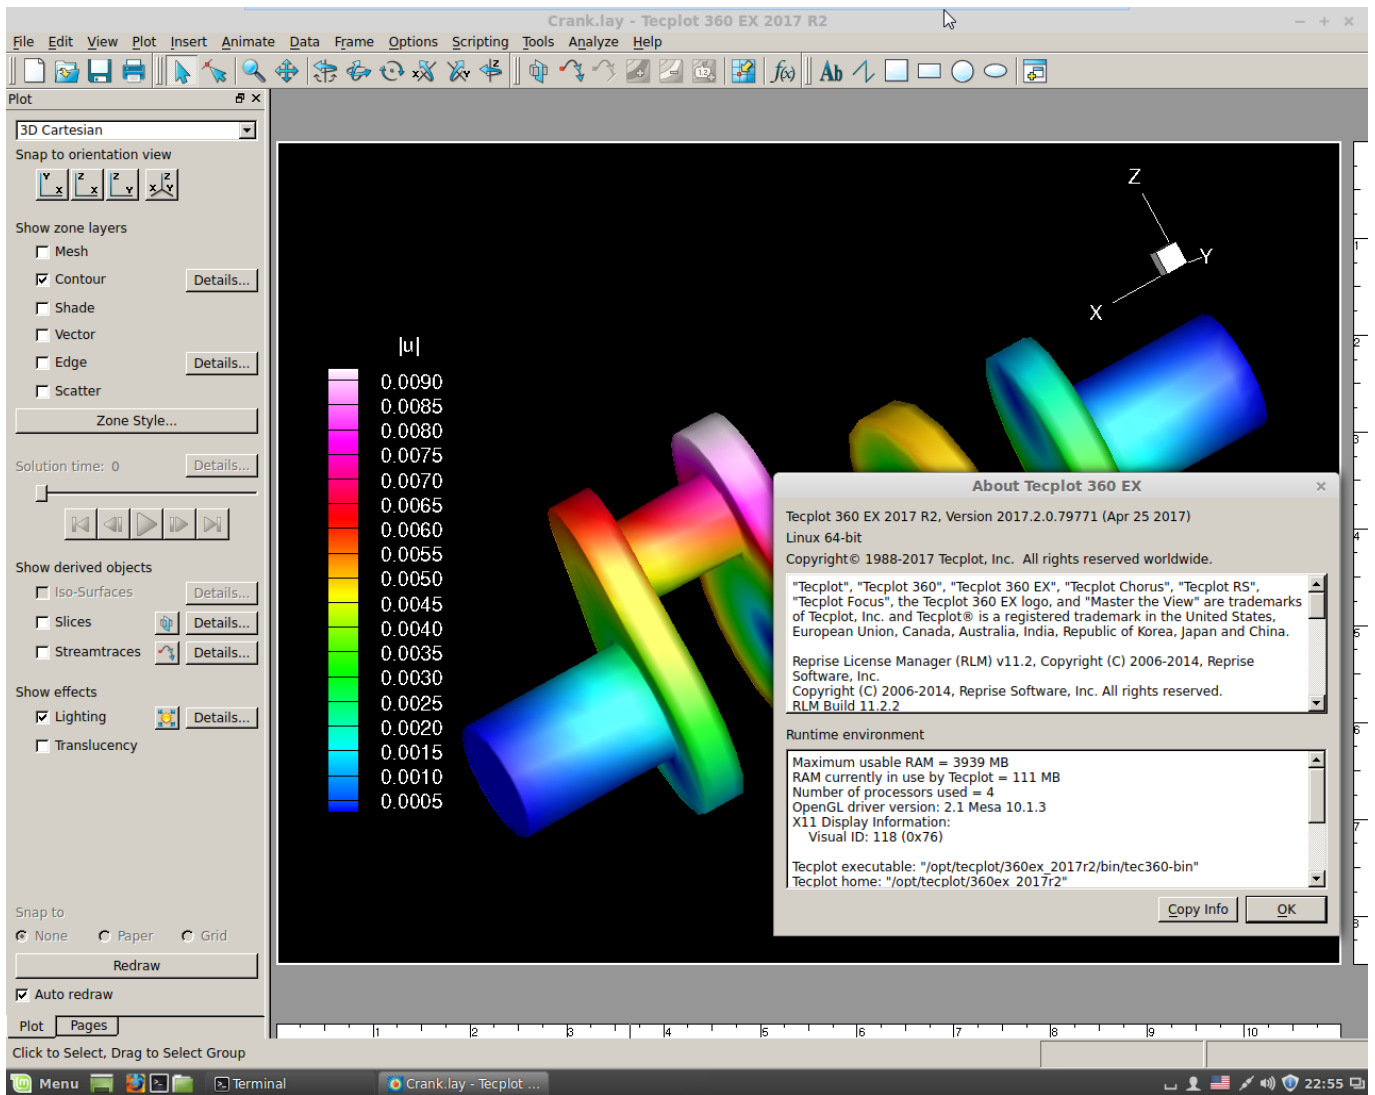 Crank.lay - Tecplot 360 EX 2017 R2
File Edit View Plot Insert Animate Data Frame Options Scripting Tools Analyze Help
Plot
3D Cartesian
Snap to orientation view
Y X Z X Z Y Z X Y
Show zone layers
Mesh
Contour Details...
Shade
Vector
Edge Details...
Scatter
Zone Style...
Solution time: 0 Details...
Show derived objects
Iso-Surfaces Details...
Slices Details...
Streamtraces Details...
Show effects
Lighting Details...
Translucency
Snap to
None Paper Grid
Redraw
Auto redraw
Plot Pages
Click to Select, Drag to Select Group
Z
Y
X
|u|
0.0090
0.0085
0.0080
0.0075
0.0070
0.0065
0.0060
0.0055
0.0050
0.0045
0.0040
0.0035
0.0030
0.0025
0.0020
0.0015
0.0010
0.0005
About Tecplot 360 EX
Tecplot 360 EX 2017 R2, Version 2017.2.0.79771 (Apr 25 2017)
Linux 64-bit
Copyright© 1988-2017 Tecplot, Inc. All rights reserved worldwide.
"Tecplot", "Tecplot 360", "Tecplot 360 EX", "Tecplot Chorus", "Tecplot RS",
"Tecplot Focus", the Tecplot 360 EX logo, and "Master the View" are trademarks
of Tecplot, Inc. and Tecplot® is a registered trademark in the United States,
European Union, Canada, Australia, India, Republic of Korea, Japan and China.
Reprise License Manager (RLM) v11.2, Copyright (C) 2006-2014, Reprise
Software, Inc.
Copyright (C) 2006-2014, Reprise Software, Inc. All rights reserved.
RLM Build 11.2.2
Runtime environment
Maximum usable RAM = 3939 MB
RAM currently in use by Tecplot = 111 MB
Number of processors used = 4
OpenGL driver version: 2.1 Mesa 10.1.3
X11 Display Information:
Visual ID: 118 (0x76)
Tecplot executable: "/opt/tecplot/360ex_2017r2/bin/tec360-bin"
Tecplot home: "/opt/tecplot/360ex_2017r2"
Copy Info OK
1
2
3
4
5
6
7
8
1 2 3 4 5 6 7 8 9 10
Menu Terminal Crank.lay - Tecplot ... 22:55